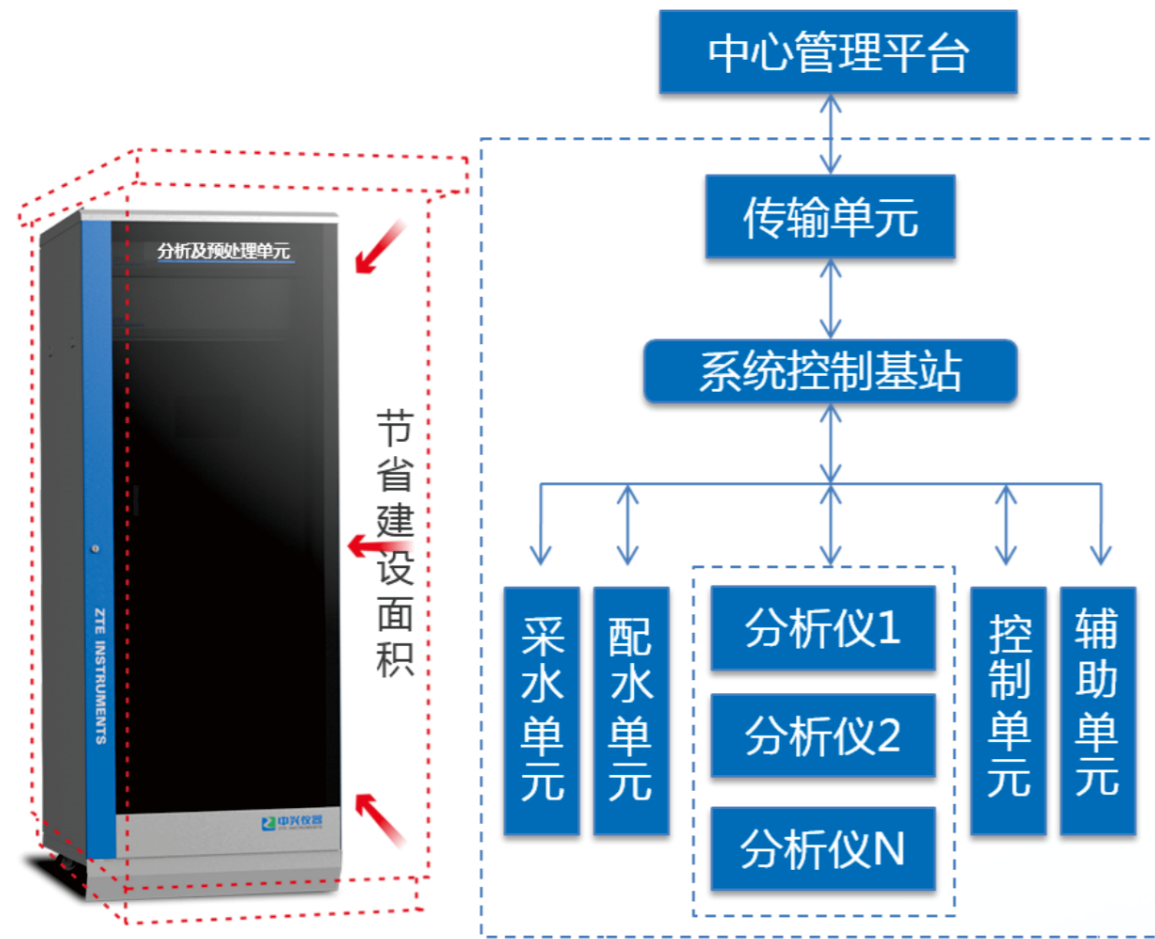 中心管理平台
传输单元
系统控制基站
采水单元
配水单元
分析仪1
分析仪2
分析仪N
控制单元
辅助单元
分析及预处理单元
节省建设面积
ZTE INSTRUMENTS
中兴仪器
ZTE INSTRUMENTS